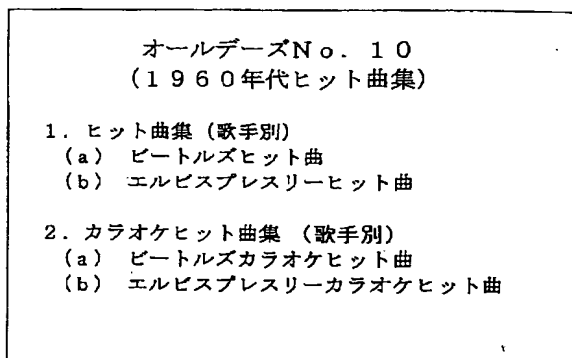 オールデーズNo.10
(1960年代ヒット曲集)
1.ヒット曲集(歌手別)
(a) ビートルズヒット曲
(b) エルビスプレスリーヒット曲
2.カラオケヒット曲集 (歌手別)
(a) ビートルズカラオケヒット曲
(b) エルビスプレスリーカラオケヒット曲